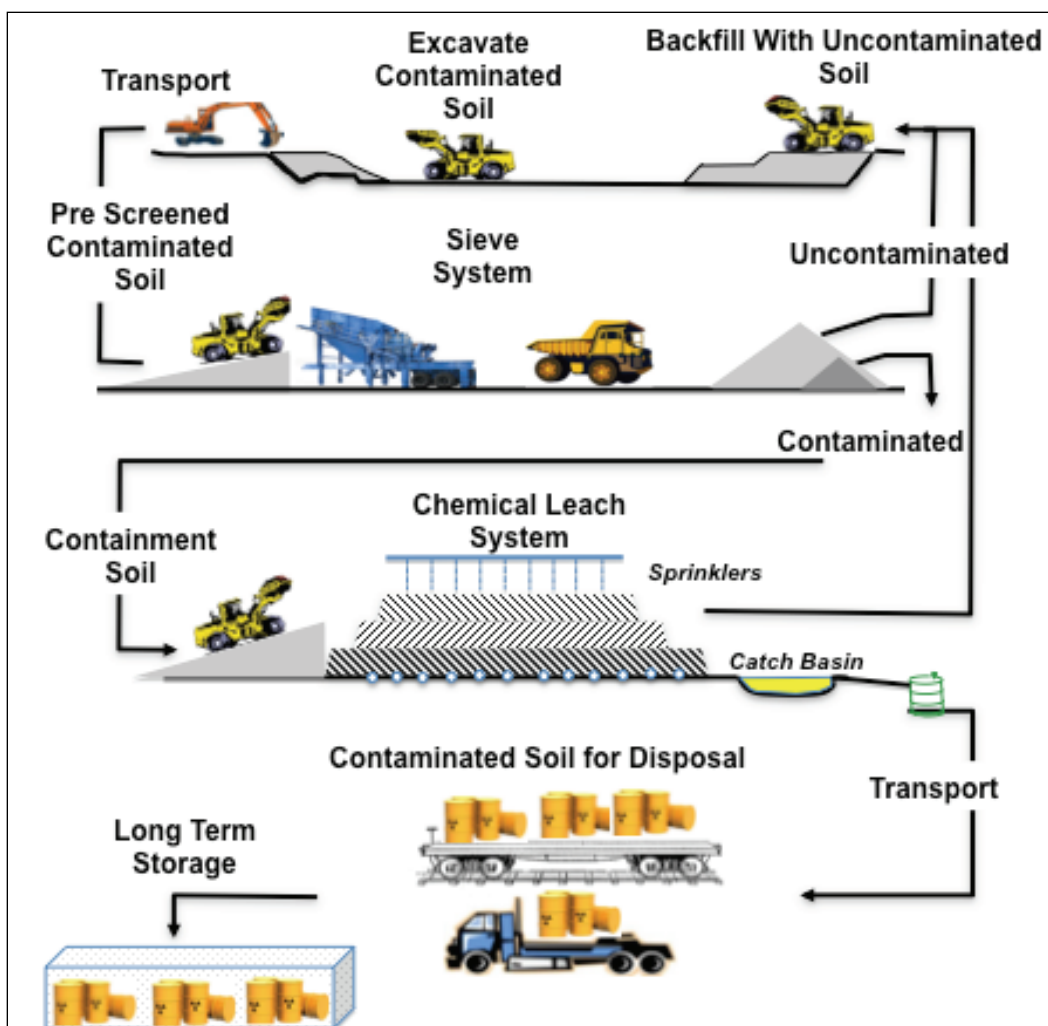 Transport
Excavate
Contaminated
Soil
Backfill With Uncontaminated
Soil
Pre Screened
Contaminated
Soil
Sieve
System
Uncontaminated
Contaminated
Containment
Soil
Chemical Leach
System
Sprinklers
Catch Basin
Contaminated Soil for Disposal
Transport
Long Term
Storage